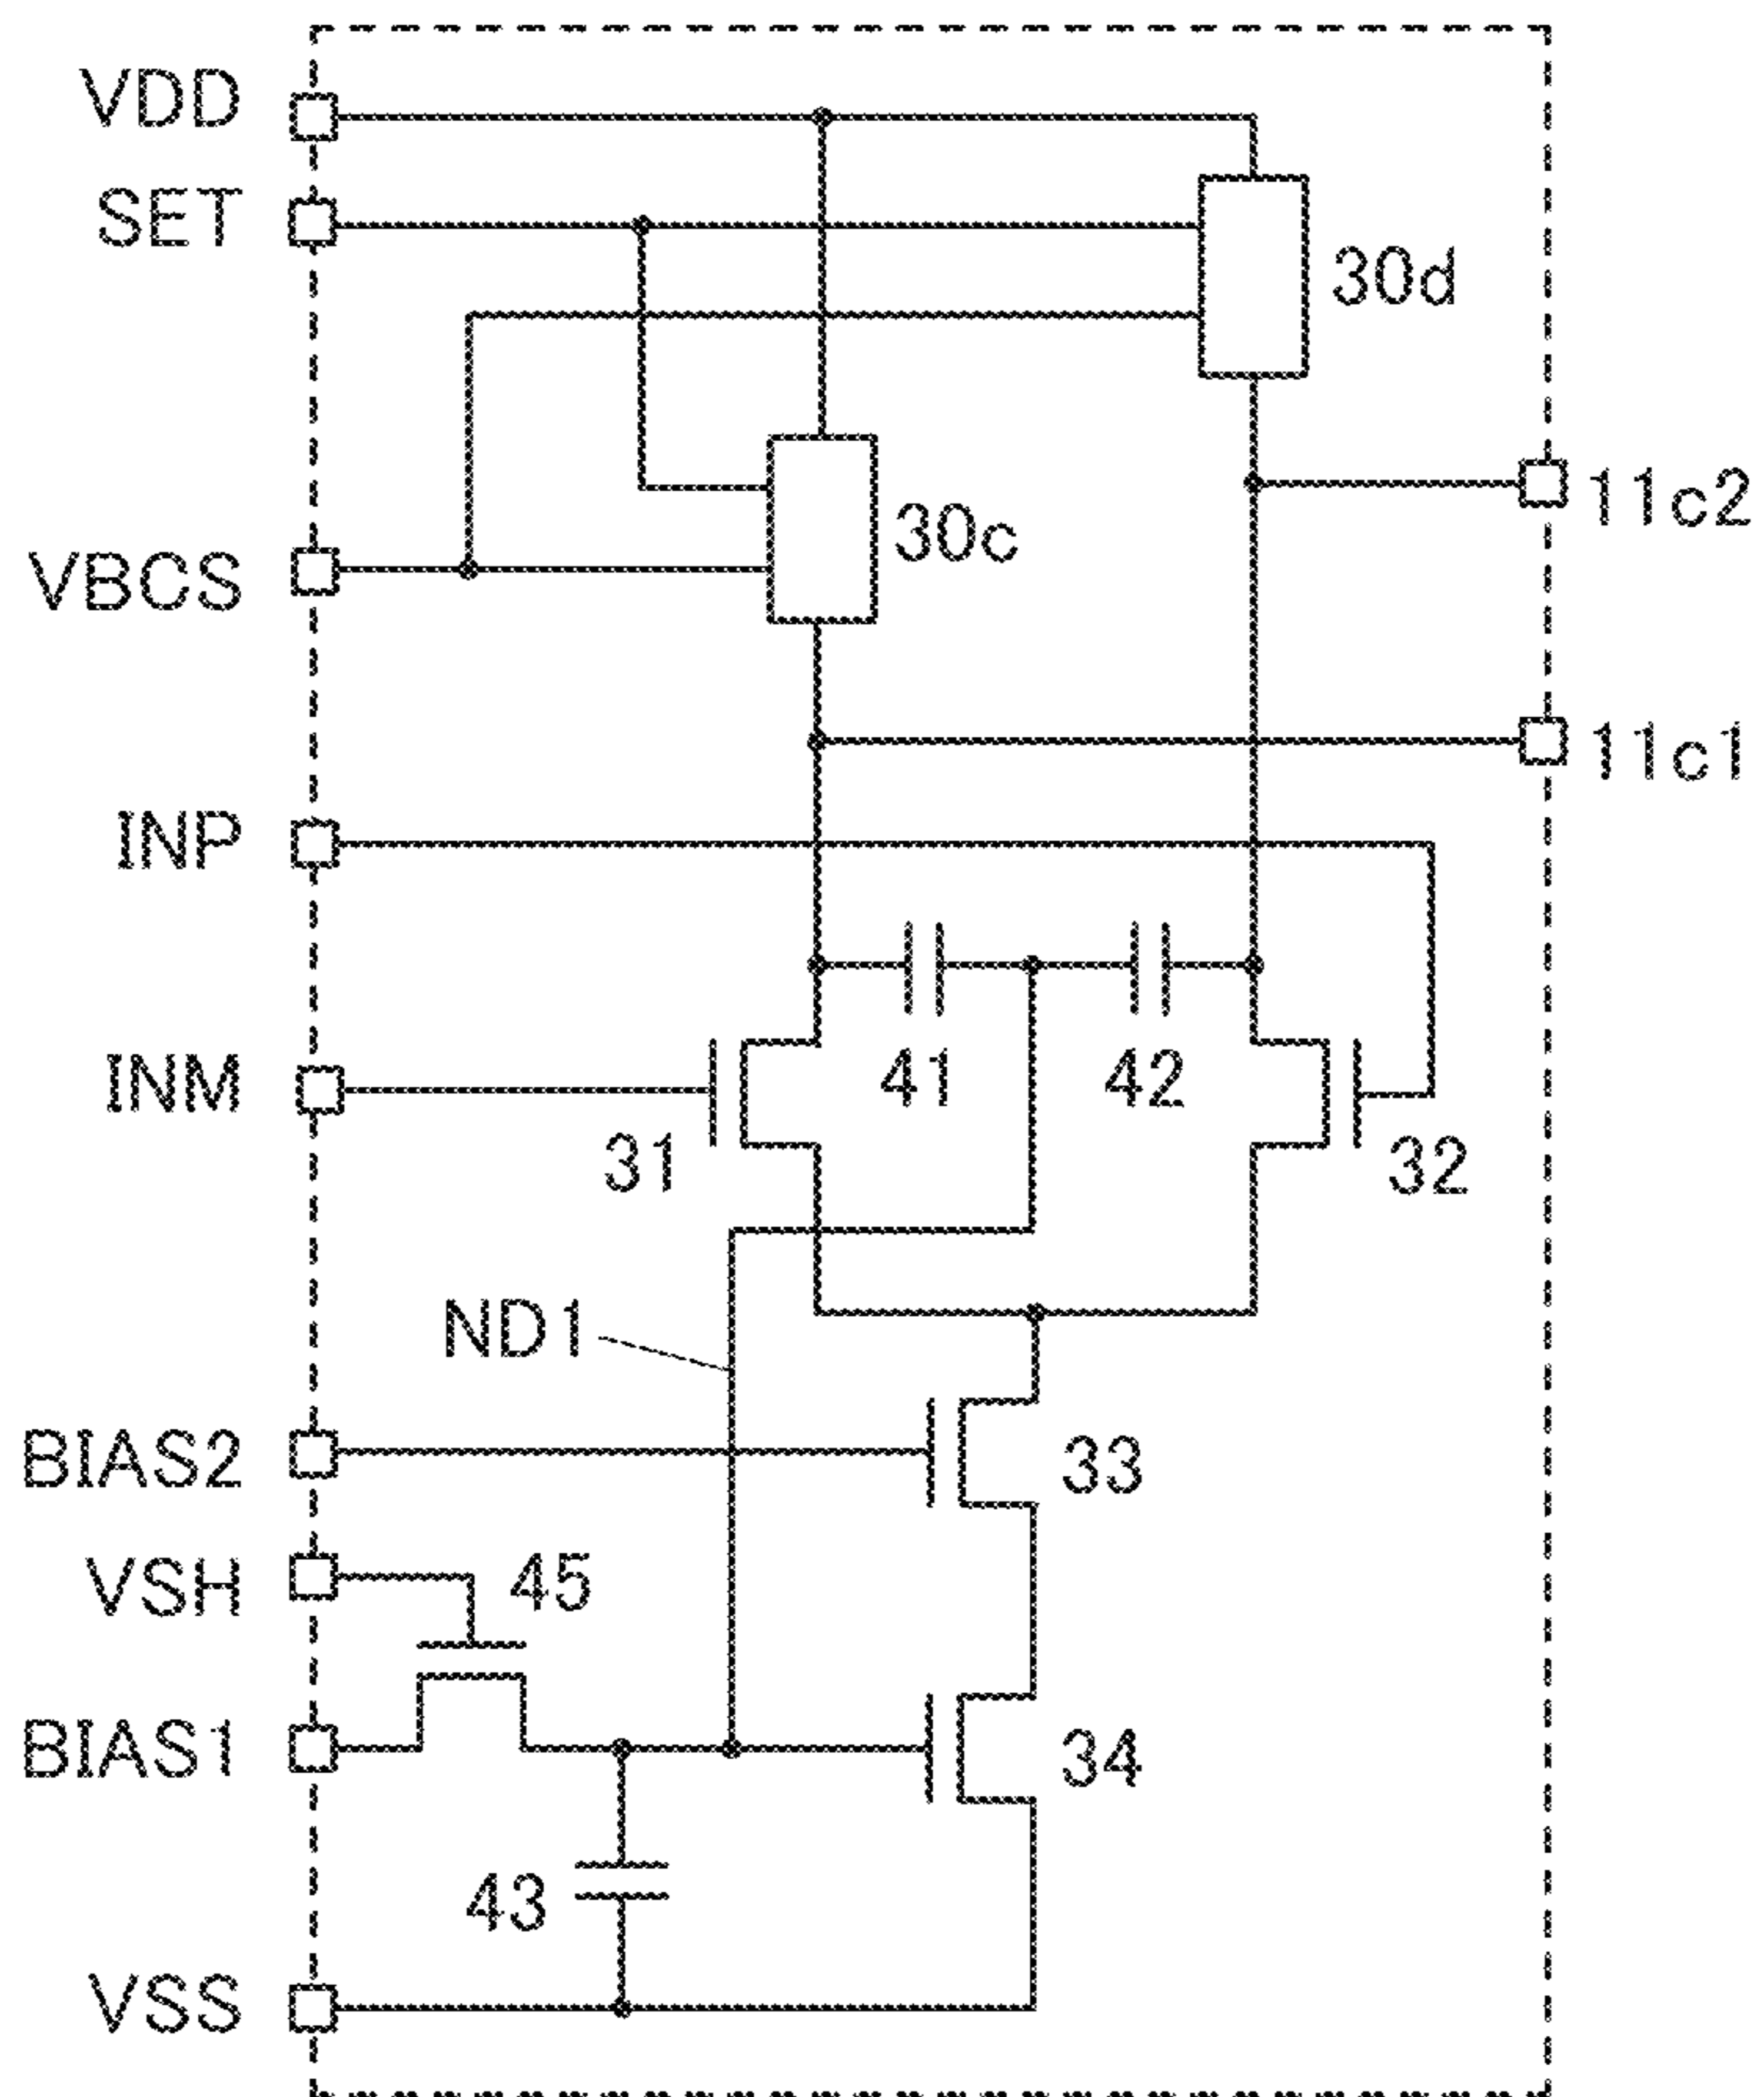 VDD
SET
30d
11c2
30c
VBCS
11c1
INP
INM
41
42
31
32
ND1
BIAS2
33
VSH
45
BIAS1
34
43
VSS